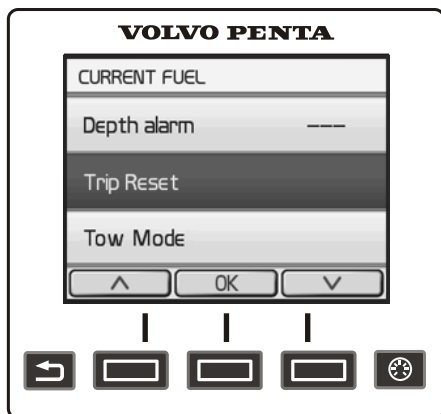 VOLVO PENTA
CURRENT FUEL
Depth alarm ---
Trip Reset
Tow Mode
OK